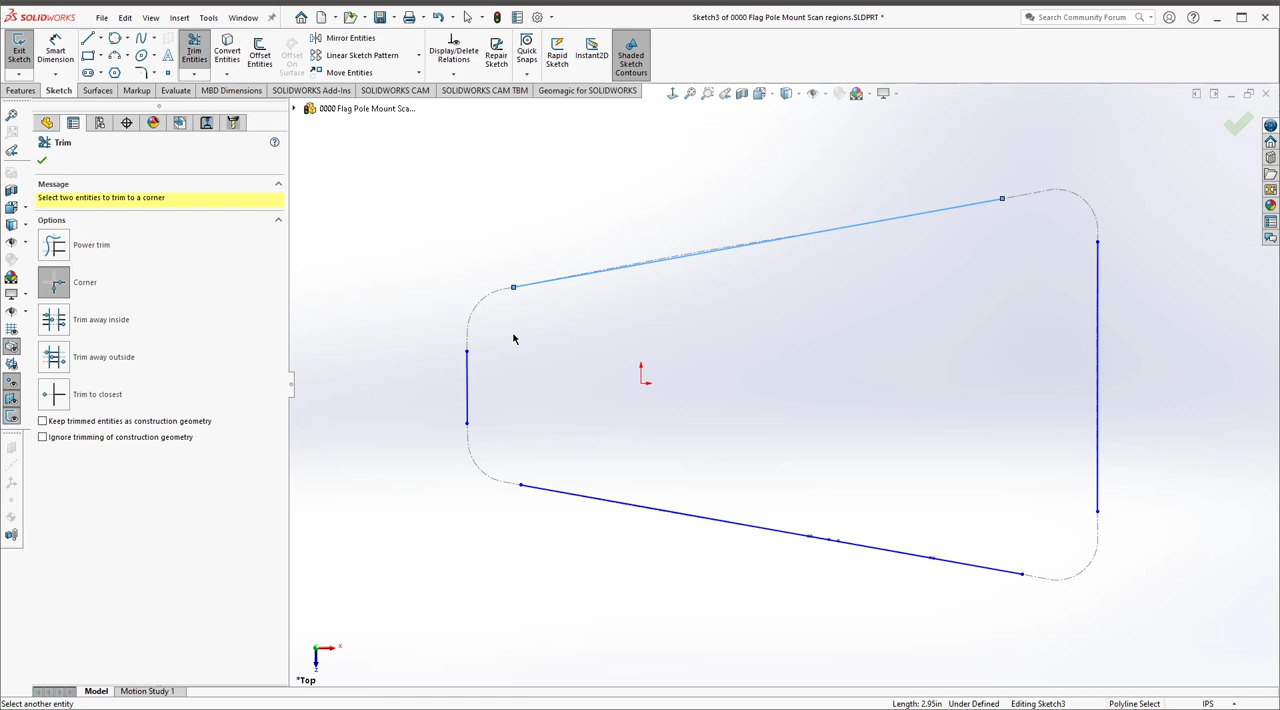 SOLIDWORKS File Edit View Insert Tools Window Sketch3 of 0000 Flag Pole Mount Scan regions.SLDPRT * Search Community Forum
Exit Sketch
Smart Dimension
Trim Entities
Convert Entities
Offset Entities
Offset On Surface
Mirror Entities
Linear Sketch Pattern
Move Entities
Display/Delete Relations
Repair Sketch
Quick Snaps
Rapid Sketch
Instant2D
Shaded Sketch Contours
Features Sketch Surfaces Markup Evaluate MBD Dimensions SOLIDWORKS Add-Ins SOLIDWORKS CAM SOLIDWORKS CAM TBM Geomagic for SOLIDWORKS
0000 Flag Pole Mount Sca...
Trim
Message
Select two entities to trim to a corner
Options
Power trim
Corner
Trim away inside
Trim away outside
Trim to closest
Keep trimmed entities as construction geometry
Ignore trimming of construction geometry
x
z
*Top
Model Motion Study 1
Select another entity Length: 2.95in Under Defined Editing Sketch3 Polyline Select IPS